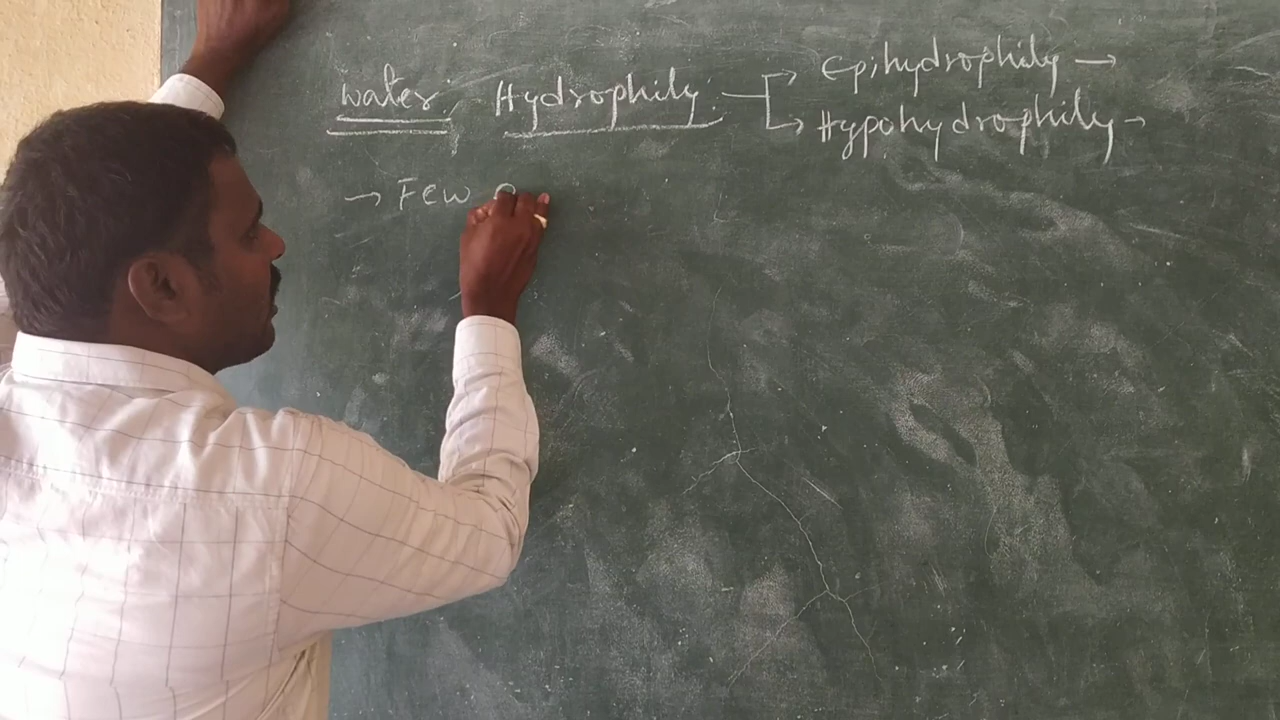 water. Hydrophily. → Epihydrophily →
→ Hypohydrophily →
→ Few